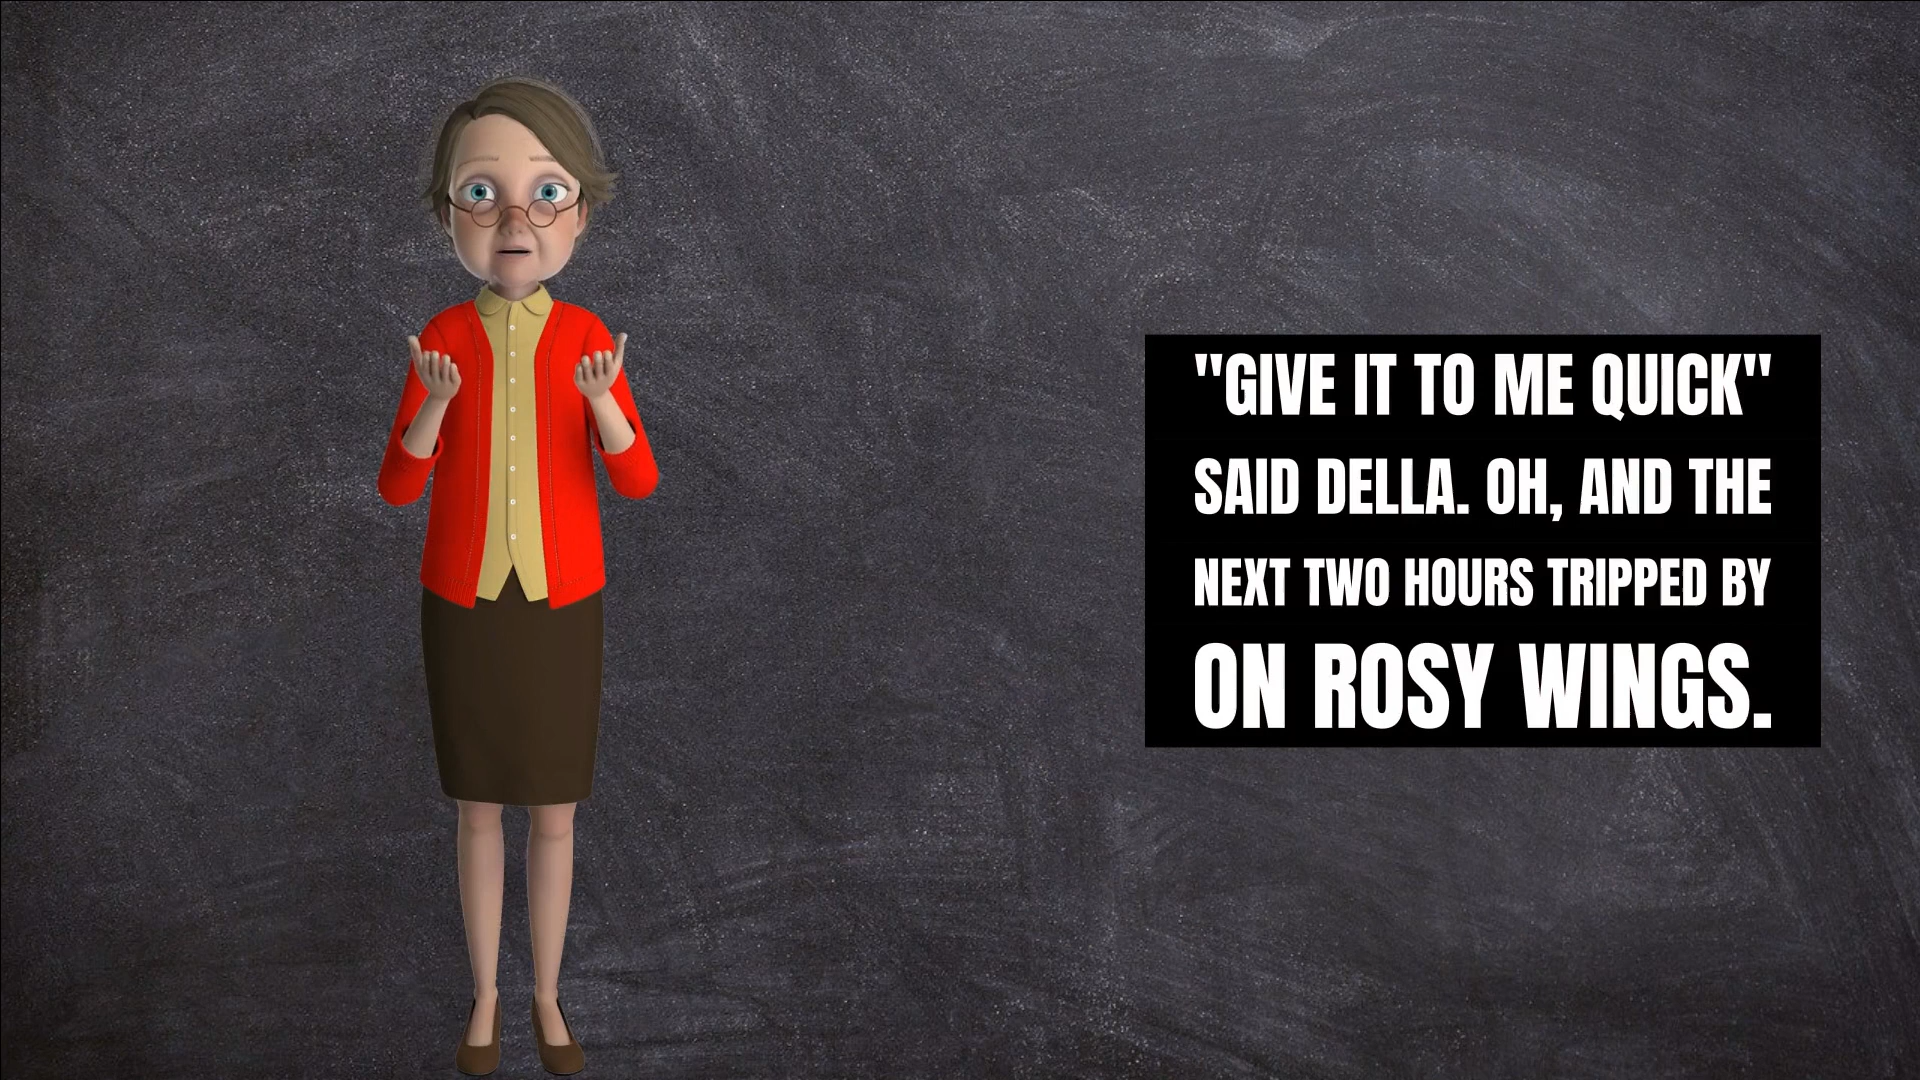 "GIVE IT TO ME QUICK"
SAID DELLA. OH, AND THE
NEXT TWO HOURS TRIPPED BY
ON ROSY WINGS.